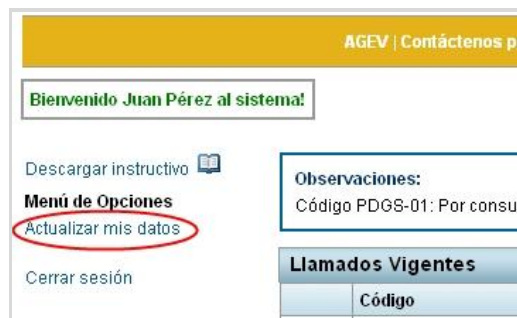 AGEV | Contáctenos p
Bienvenido Juan Pérez al sistema!
Descargar instructivo
Menú de Opciones
Actualizar mis datos
Cerrar sesión
Observaciones:
Código PDGS-01: Por consu
Llamados Vigentes
Código